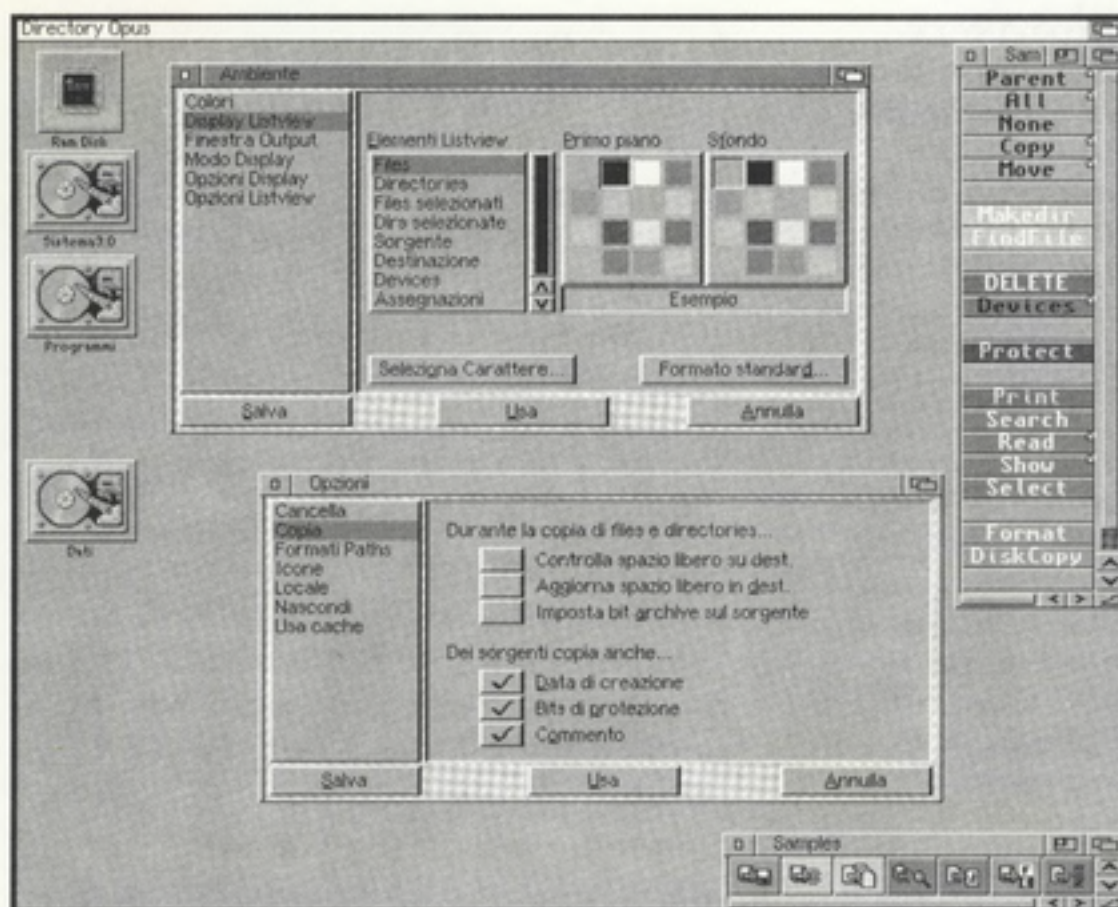 Directory Opus
Ram Disk
Sistema3.0
Programmi
Dati
Ambiente
Colori
Display Listview
Finestra Output
Modo Display
Opzioni Display
Opzioni Listview
Elementi Listview
Files
Directories
Files selezionati
Dirs selezionate
Sorgente
Destinazione
Devices
Assegnazioni
Primo piano
Sfondo
Esempio
Seleziona Carattere...
Formato standard...
Salva
Usa
Annulla
Opzioni
Cancella
Copia
Formati Paths
Icone
Locale
Nascondi
Usa cache
Durante la copia di files e directories...
Controlla spazio libero su dest.
Aggiorna spazio libero in dest.
Imposta bit archive sul sorgente
Dei sorgenti copia anche...
Data di creazione
Bits di protezione
Commento
Salva
Usa
Annulla
Sam
Parent
All
None
Copy
Move
Makedir
FindFile
DELETE
Devices
Protect
Print
Search
Read
Show
Select
Format
DiskCopy
Samples